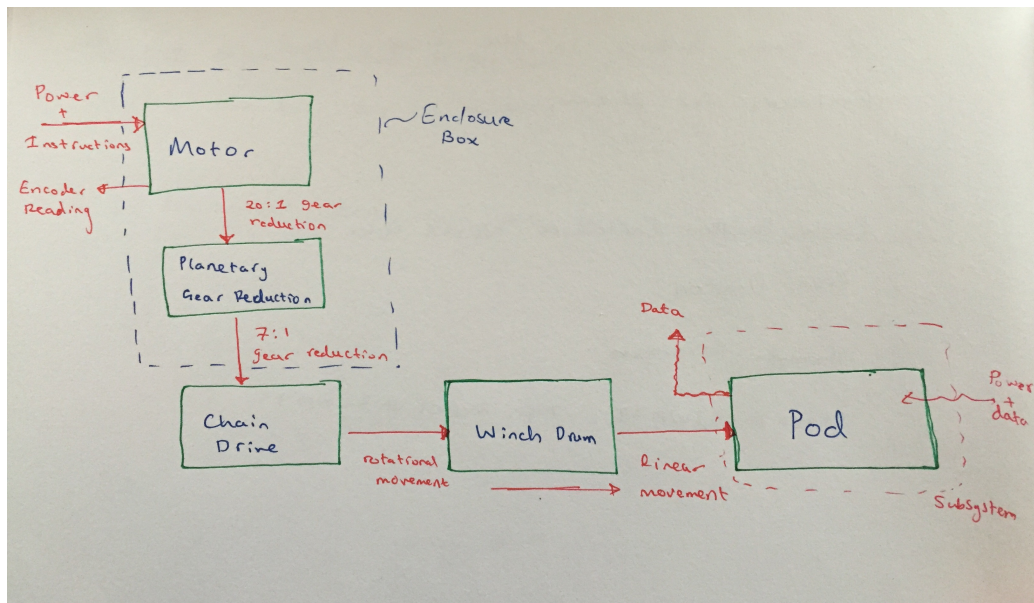 Power
+
Instructions
Motor
Enclosure
Box
Encoder
Reading
20:1 gear
reduction
Planetary
Gear Reduction
7:1
gear reduction
Data
Power
+
data
Chain
Drive
Winch Drum
Pod
rotational
movement
linear
movement
Subsystem